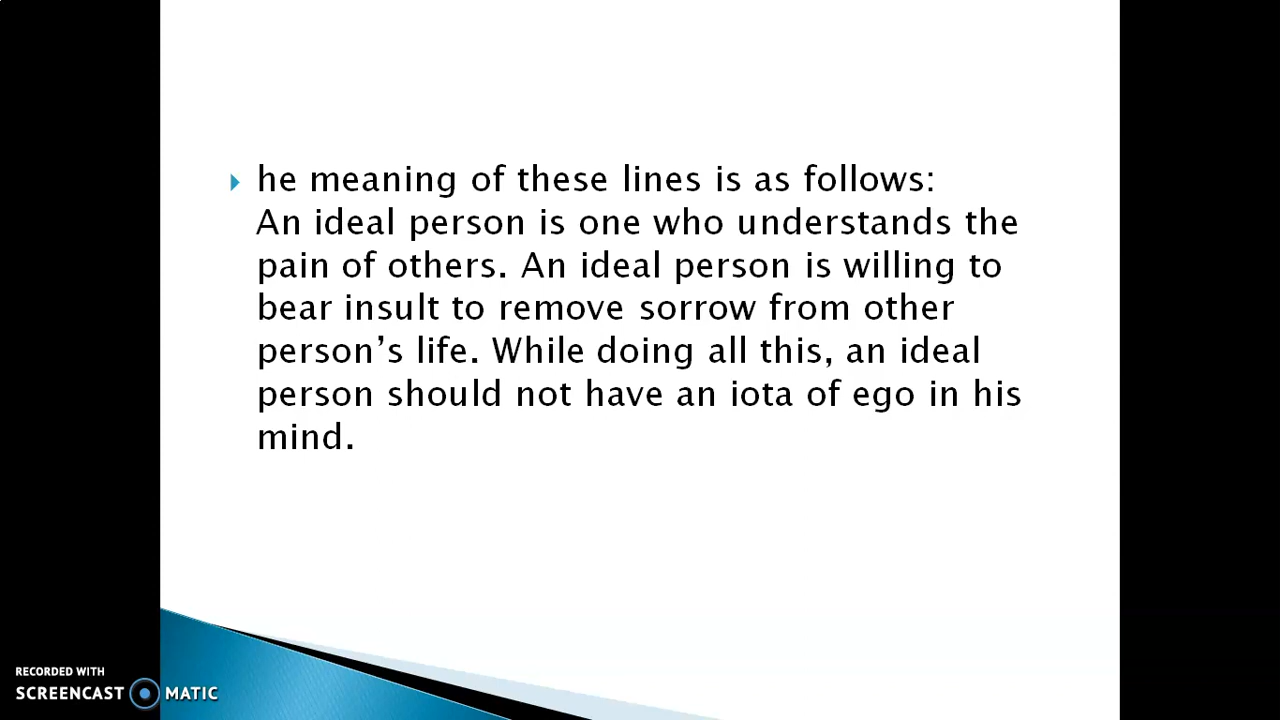 he meaning of these lines is as follows:
An ideal person is one who understands the
pain of others. An ideal person is willing to
bear insult to remove sorrow from other
person’s life. While doing all this, an ideal
person should not have an iota of ego in his
mind.
RECORDED WITH
SCREENCAST MATIC